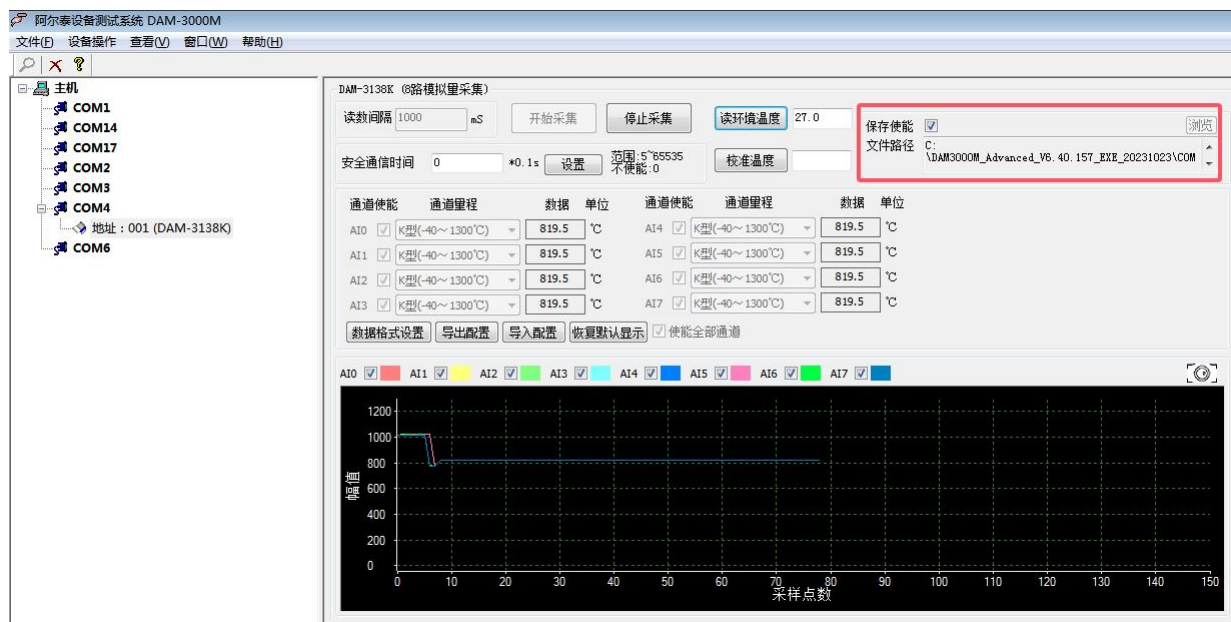 阿尔泰设备测试系统 DAM-3000M
文件(F) 设备操作 查看(V) 窗口(W) 帮助(H)
主机
COM1
COM14
COM17
COM2
COM3
COM4
地址：001 (DAM-3138K)
COM6
DAM-3138K (8路模拟量采集)
读数间隔 1000 mS 开始采集 停止采集 读环境温度 27.0
安全通信时间 0 *0.1s 设置 范围:5~65535 不使能:0 校准温度
保存使能 浏览
文件路径 C:
\DAM3000M_Advanced_V6.40.157_EXE_20231023\COM
通道使能 通道里程 数据 单位 通道使能 通道里程 数据 单位
AI0 K型(-40～1300℃) 819.5 ℃ AI4 K型(-40～1300℃) 819.5 ℃
AI1 K型(-40～1300℃) 819.5 ℃ AI5 K型(-40～1300℃) 819.5 ℃
AI2 K型(-40～1300℃) 819.5 ℃ AI6 K型(-40～1300℃) 819.5 ℃
AI3 K型(-40～1300℃) 819.5 ℃ AI7 K型(-40～1300℃) 819.5 ℃
数据格式设置 导出配置 导入配置 恢复默认显示 使能全部通道
AI0 AI1 AI2 AI3 AI4 AI5 AI6 AI7
1200
1000
800
600
400
200
0
幅值
0 10 20 30 40 50 60 70 80 90 100 110 120 130 140 150
采样点数